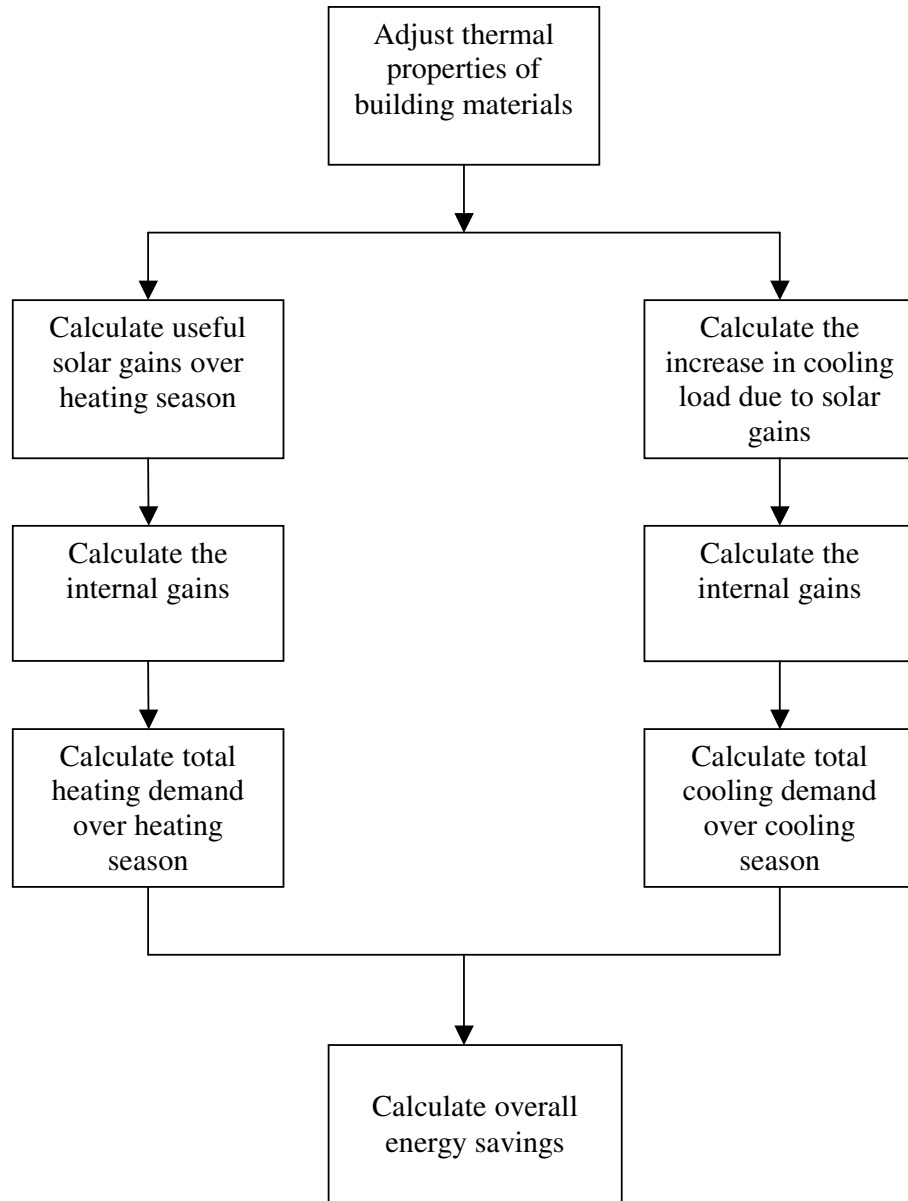 Adjust thermal
properties of
building materials
Calculate useful
solar gains over
heating season
Calculate the
increase in cooling
load due to solar
gains
Calculate the
internal gains
Calculate the
internal gains
Calculate total
heating demand
over heating
season
Calculate total
cooling demand
over cooling
season
Calculate overall
energy savings